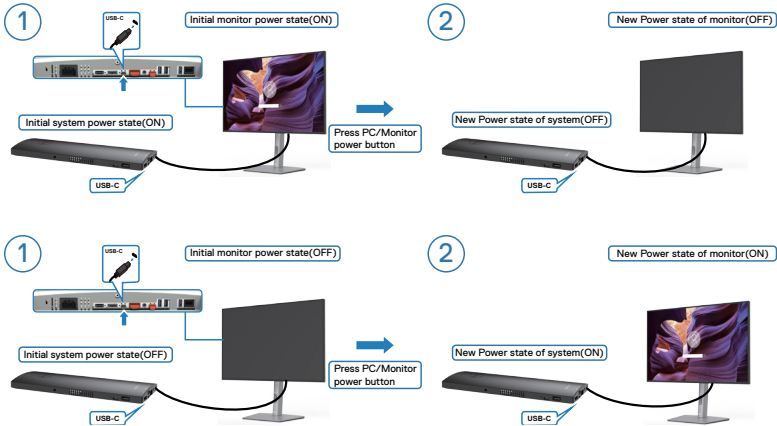 1
USB-C
Initial monitor power state(ON)
2
New Power state of monitor(OFF)
Initial system power state(ON)
Press PC/Monitor
power button
New Power state of system(OFF)
USB-C
USB-C
1
USB-C
Initial monitor power state(OFF)
2
New Power state of monitor(ON)
Initial system power state(OFF)
Press PC/Monitor
power button
New Power state of system(ON)
USB-C
USB-C